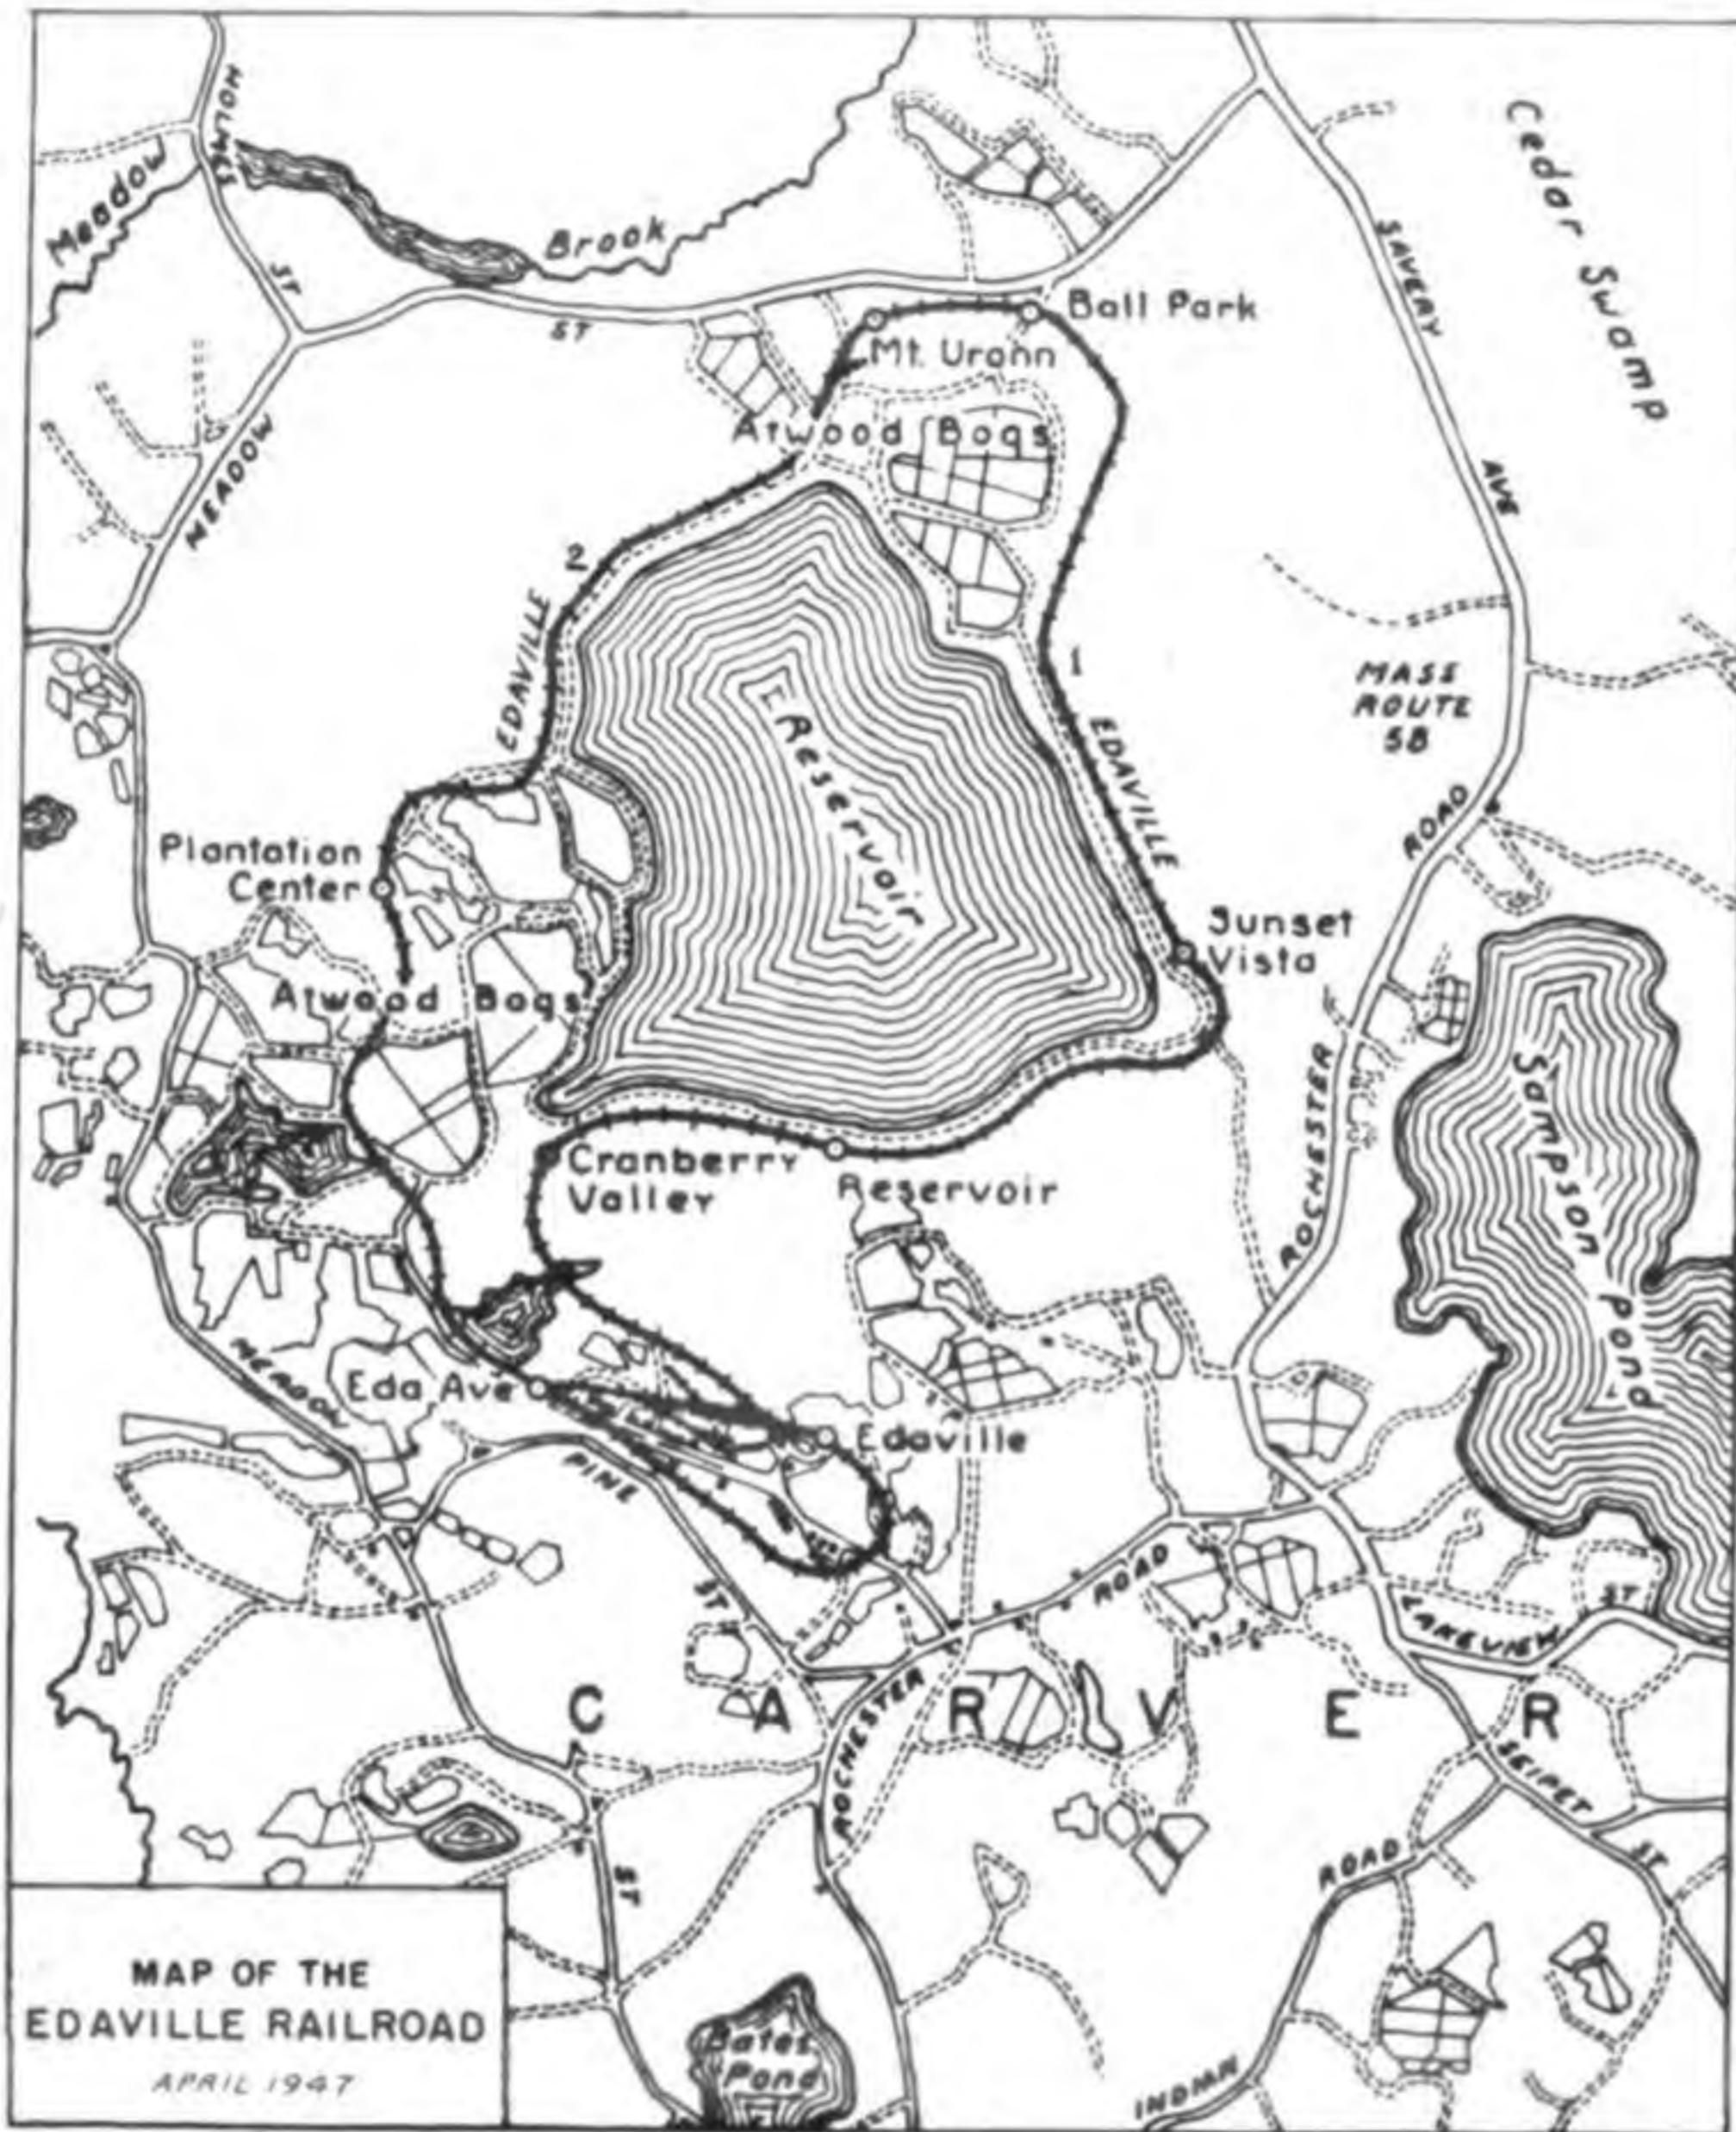 HOLMES
ST
Meadow
Brook
ST
MEADOW
Cedar Swamp
SAVERY
AVE
Ball Park
Mt. Urann
Atwood Bogs
2
EDAVILLE
1
EDAVILLE
Reservoir
MASS
ROUTE
58
ROAD
ROCHESTER
Plantation
Center
Sunset
Vista
Atwood Bogs
Sampson Pond
Cranberry
Valley
Reservoir
MEADOW
Eda Ave
Edaville
PINE
ST
ROAD
ROCHESTER
LAKEVIEW
ST
CARVER
SEIPET
ST
ST
ROAD
INDIAN
Bates
Pond
MAP OF THE
EDAVILLE RAILROAD
APRIL 1947